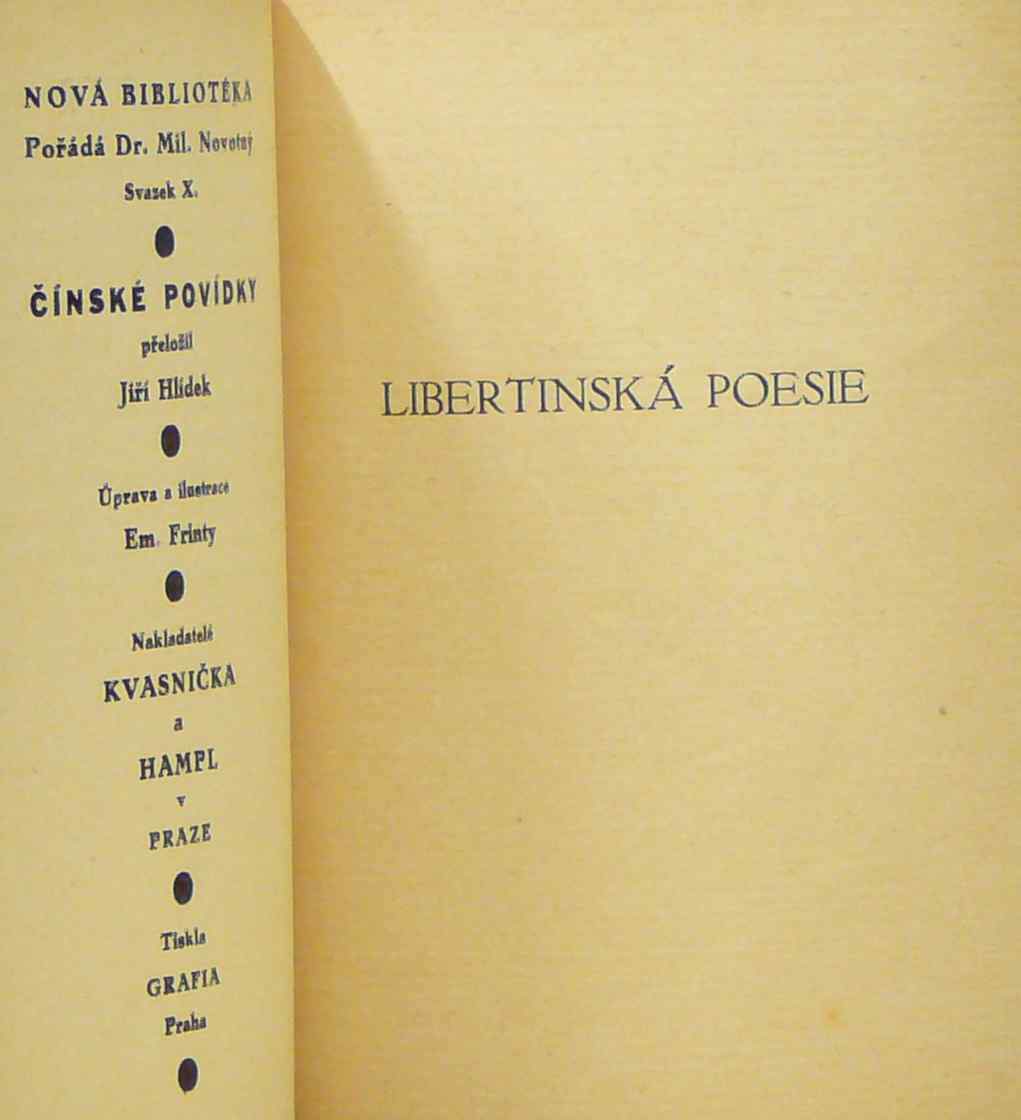 NOVÁ BIBLIOTÉKA
Pořádá Dr. Mil. Novotný
Svazek X.
ČÍNSKÉ POVÍDKY
přeložil
Jiří Hlídek
Úprava a ilustrace
Em. Frinty
Nakladatelé
KVASNIČKA
a
HAMPL
v
PRAZE
Tiskla
GRAFIA
Praha
LIBERTINSKÁ POESIE